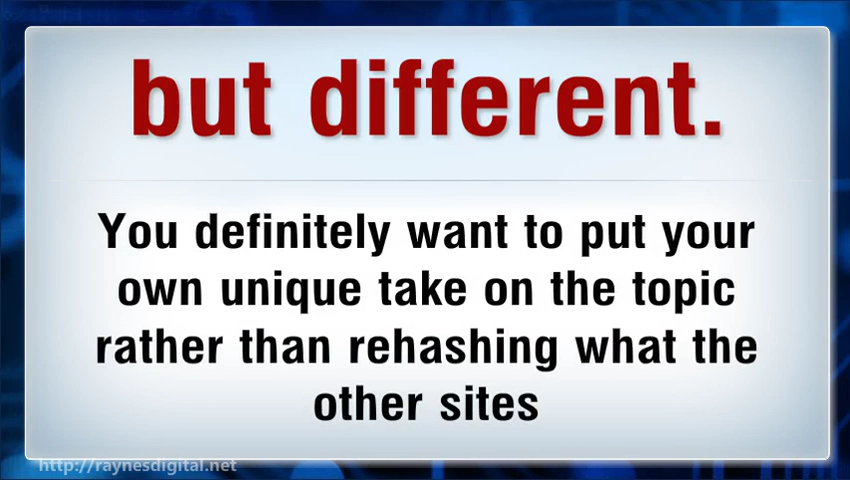 but different.
You definitely want to put your
own unique take on the topic
rather than rehashing what the
other sites
http://raynesdigital.net